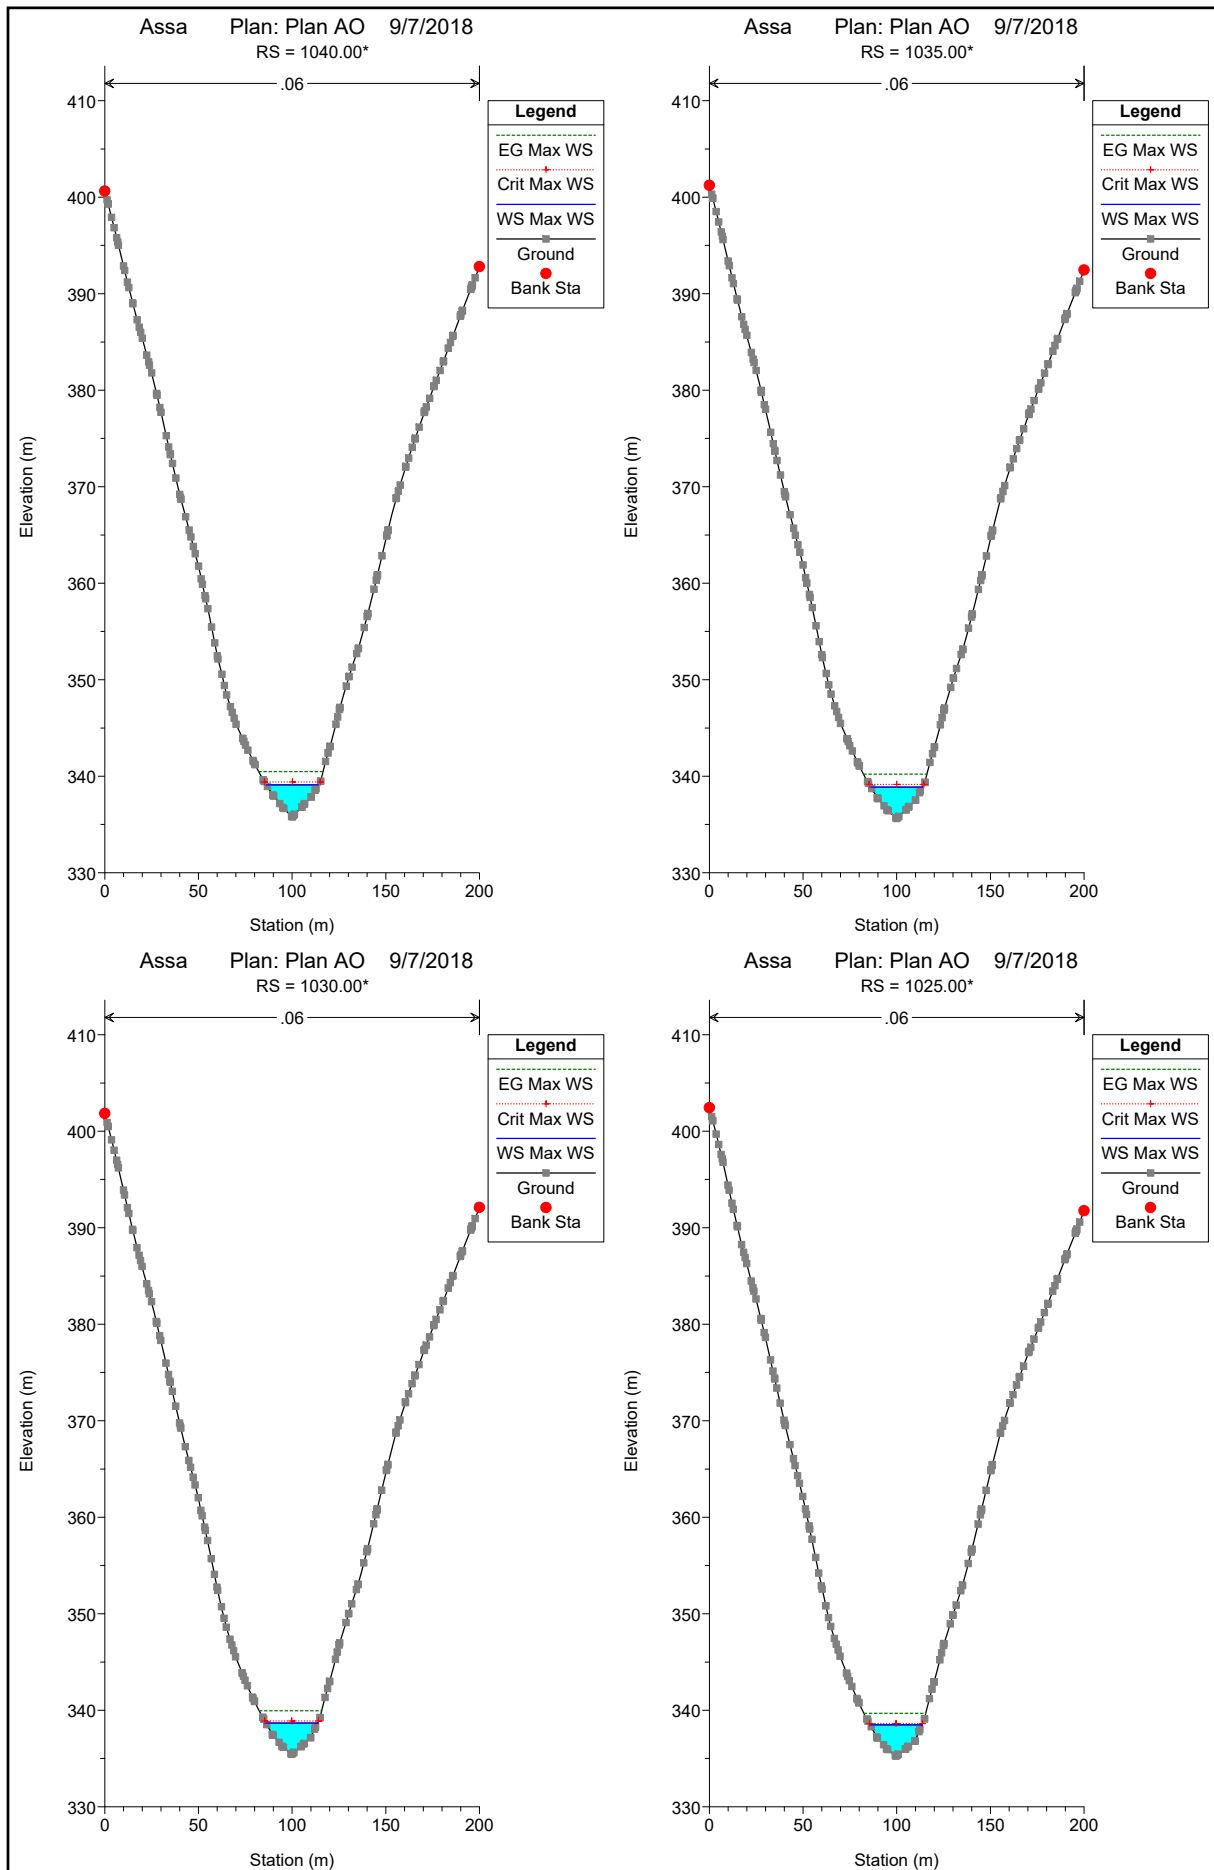 Assa Plan: Plan AO 9/7/2018
RS = 1040.00*
.06
410
400
390
380
370
360
350
340
330
0 50 100 150 200
Station (m)
Elevation (m)
Legend
EG Max WS
Crit Max WS
WS Max WS
Ground
Bank Sta
Assa Plan: Plan AO 9/7/2018
RS = 1035.00*
.06
410
400
390
380
370
360
350
340
330
0 50 100 150 200
Station (m)
Elevation (m)
Legend
EG Max WS
Crit Max WS
WS Max WS
Ground
Bank Sta
Assa Plan: Plan AO 9/7/2018
RS = 1030.00*
.06
410
400
390
380
370
360
350
340
330
0 50 100 150 200
Station (m)
Elevation (m)
Legend
EG Max WS
Crit Max WS
WS Max WS
Ground
Bank Sta
Assa Plan: Plan AO 9/7/2018
RS = 1025.00*
.06
410
400
390
380
370
360
350
340
330
0 50 100 150 200
Station (m)
Elevation (m)
Legend
EG Max WS
Crit Max WS
WS Max WS
Ground
Bank Sta